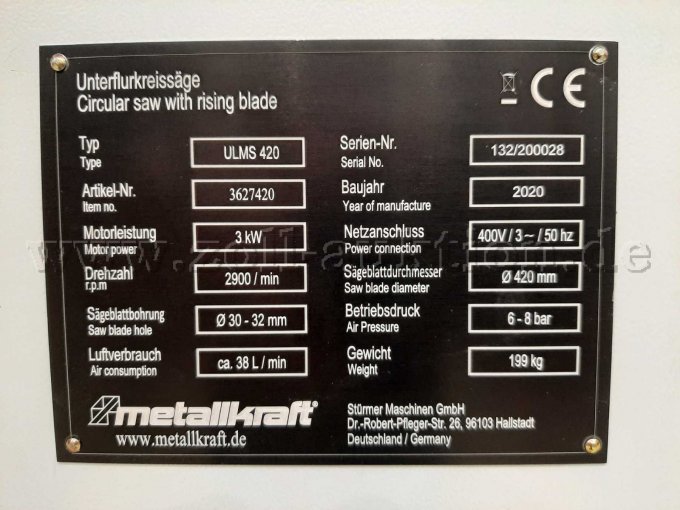 Unterflurkreissäge
Circular saw with rising blade
CE
Typ
Type
ULMS 420
Serien-Nr.
Serial No.
132/200028
Artikel-Nr.
Item no.
3627420
Baujahr
Year of manufacture
2020
Motorleistung
Motor power
3 kW
Netzanschluss
Power connection
400V / 3 ~ / 50 hz
www.zoll-auktion.de
Drehzahl
r.p.m
2900 / min
Sägeblattdurchmesser
Saw blade diameter
Ø 420 mm
Sägeblattbohrung
Saw blade hole
Ø 30 - 32 mm
Betriebsdruck
Air Pressure
6 - 8 bar
Luftverbrauch
Air consumption
ca. 38 L / min
Gewicht
Weight
199 kg
metallkraft®
www.metallkraft.de
Stürmer Maschinen GmbH
Dr.-Robert-Pfleger-Str. 26, 96103 Hallstadt
Deutschland / Germany